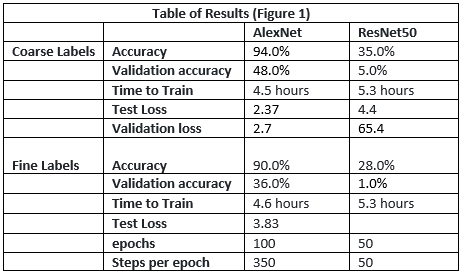 Table of Results (Figure 1)
AlexNet ResNet50
Coarse Labels Accuracy 94.0% 35.0%
Validation accuracy 48.0% 5.0%
Time to Train 4.5 hours 5.3 hours
Test Loss 2.37 4.4
Validation loss 2.7 65.4
Fine Labels Accuracy 90.0% 28.0%
Validation accuracy 36.0% 1.0%
Time to Train 4.6 hours 5.3 hours
Test Loss 3.83
epochs 100 50
Steps per epoch 350 50